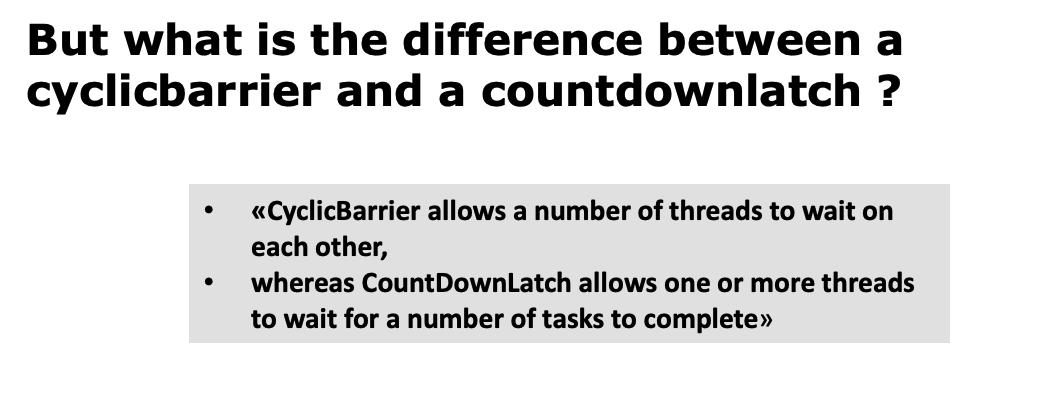 But what is the difference between a
cyclicbarrier and a countdownlatch ?
• «CyclicBarrier allows a number of threads to wait on
each other,
• whereas CountDownLatch allows one or more threads
to wait for a number of tasks to complete»